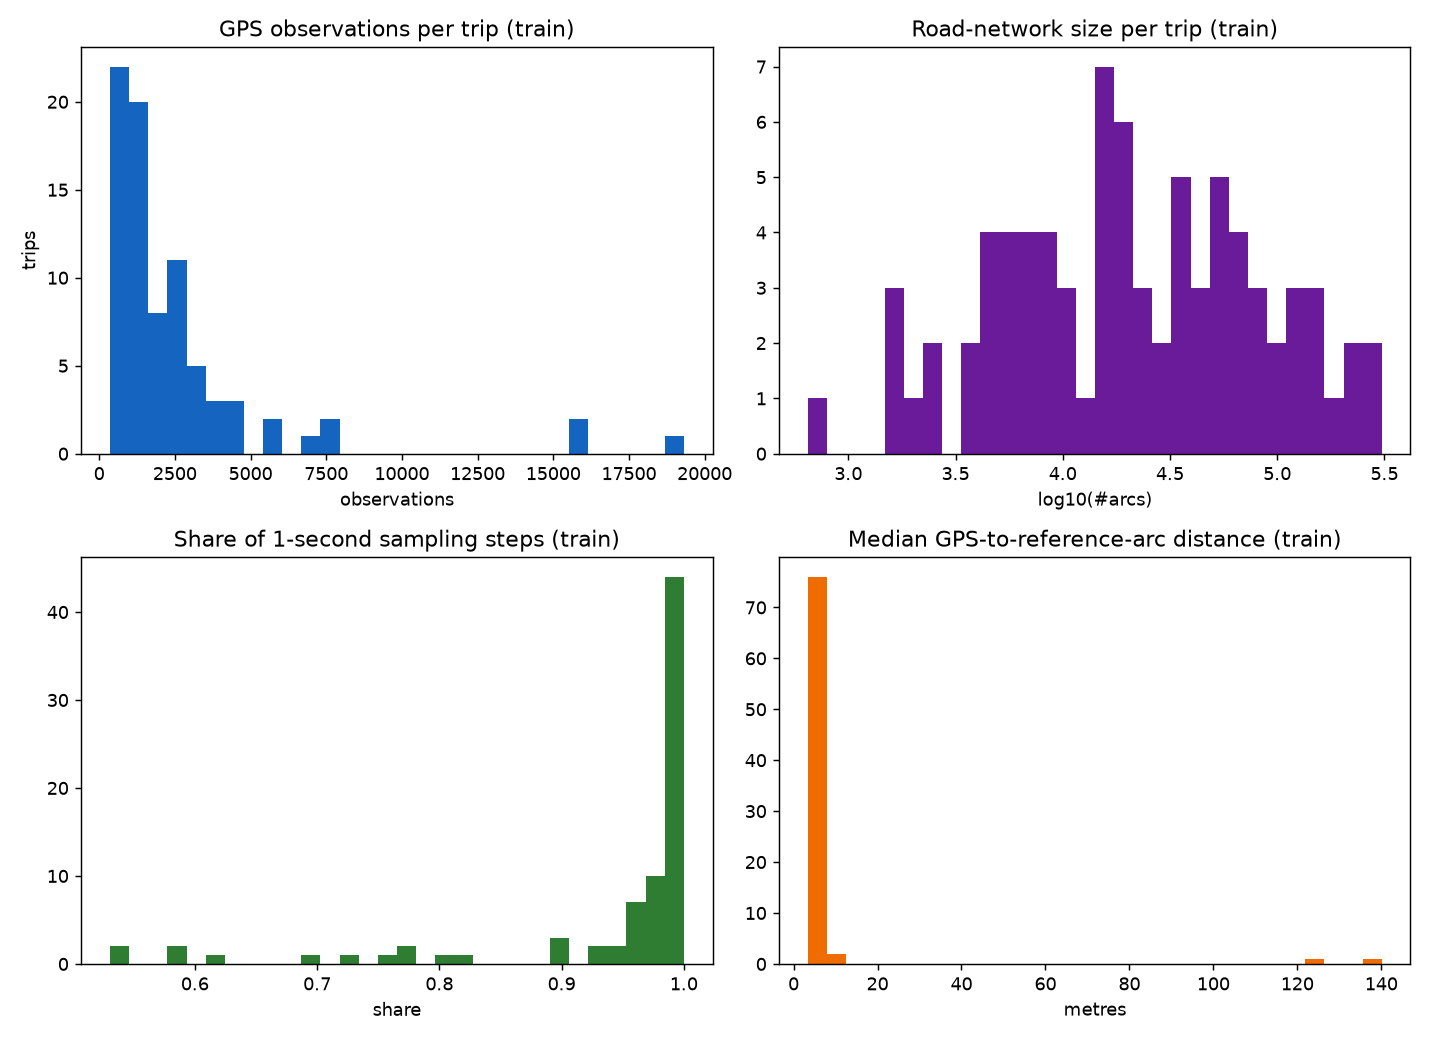 GPS observations per trip (train)
20
15
10
5
0
trips
0 2500 5000 7500 10000 12500 15000 17500 20000
observations
Road-network size per trip (train)
7
6
5
4
3
2
1
0
3.0 3.5 4.0 4.5 5.0 5.5
log10(#arcs)
Share of 1-second sampling steps (train)
40
30
20
10
0
0.6 0.7 0.8 0.9 1.0
share
Median GPS-to-reference-arc distance (train)
70
60
50
40
30
20
10
0
0 20 40 60 80 100 120 140
metres